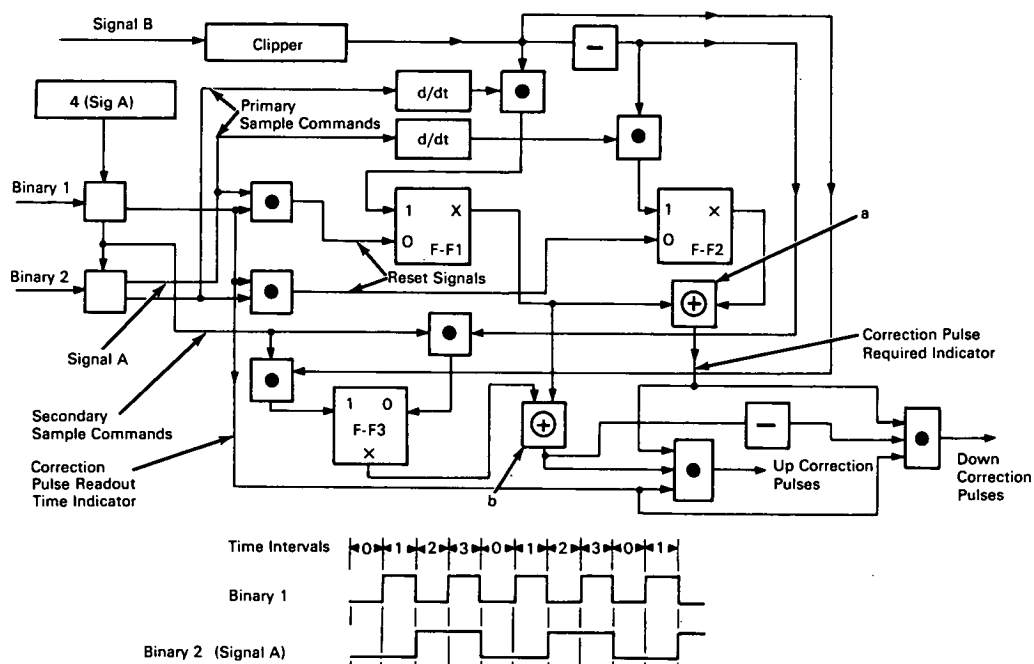 Signal B
Clipper
−
4 (Sig A)
Primary
Sample Commands
d/dt
d/dt
Binary 1
1
X
0
F-F1
1
X
0
F-F2
a
Binary 2
Reset Signals
+
Signal A
Correction Pulse
Required Indicator
Secondary
Sample Commands
1 0
F-F3
X
+
−
Correction
Pulse Readout
Time Indicator
b
Up Correction
Pulses
Down
Correction
Pulses
Time Intervals 0 1 2 3 0 1 2 3 0 1
Binary 1
Binary 2 (Signal A)